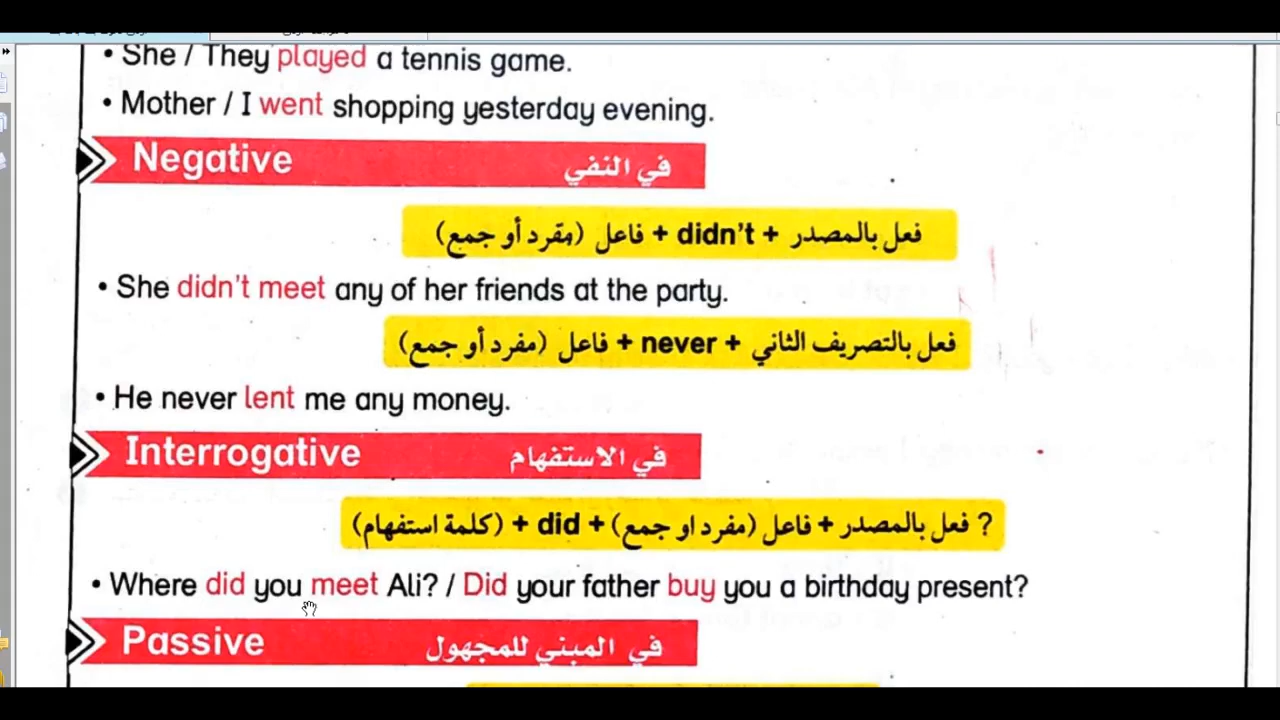 • She / They played a tennis game.
• Mother / I went shopping yesterday evening.
Negative في النفي
فعل بالمصدر + didn't + فاعل (مفرد أو جمع)
• She didn't meet any of her friends at the party.
فعل بالتصريف الثاني + never + فاعل (مفرد أو جمع)
• He never lent me any money.
Interrogative في الاستفهام
? فعل بالمصدر + فاعل (مفرد او جمع) + did + (كلمة استفهام)
• Where did you meet Ali? / Did your father buy you a birthday present?
Passive في المبني للمجهول